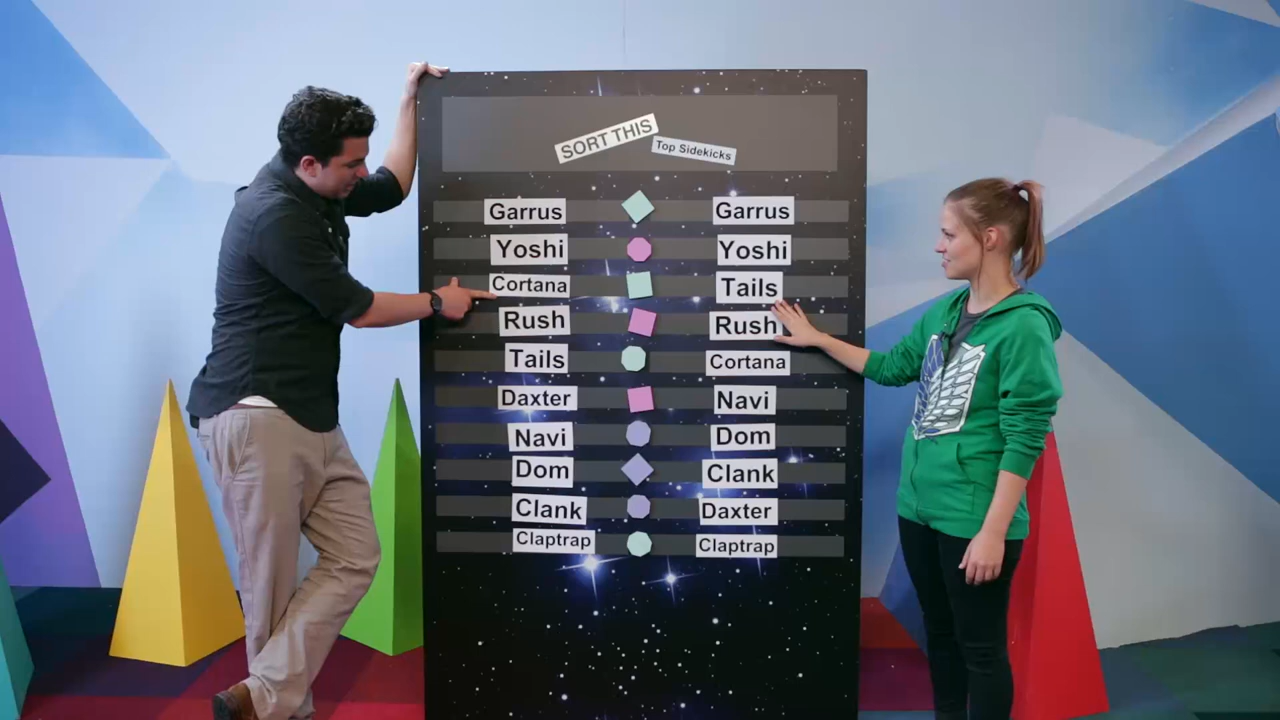 SORT THIS
Top Sidekicks
Garrus Garrus
Yoshi Yoshi
Cortana Tails
Rush Rush
Tails Cortana
Daxter Navi
Navi Dom
Dom Clank
Clank Daxter
Claptrap Claptrap